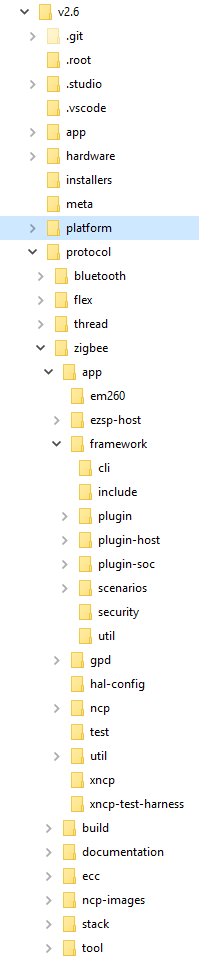 v2.6
.git
.root
.studio
.vscode
app
hardware
installers
meta
platform
protocol
bluetooth
flex
thread
zigbee
app
em260
ezsp-host
framework
cli
include
plugin
plugin-host
plugin-soc
scenarios
security
util
gpd
hal-config
ncp
test
util
xncp
xncp-test-harness
build
documentation
ecc
ncp-images
stack
tool